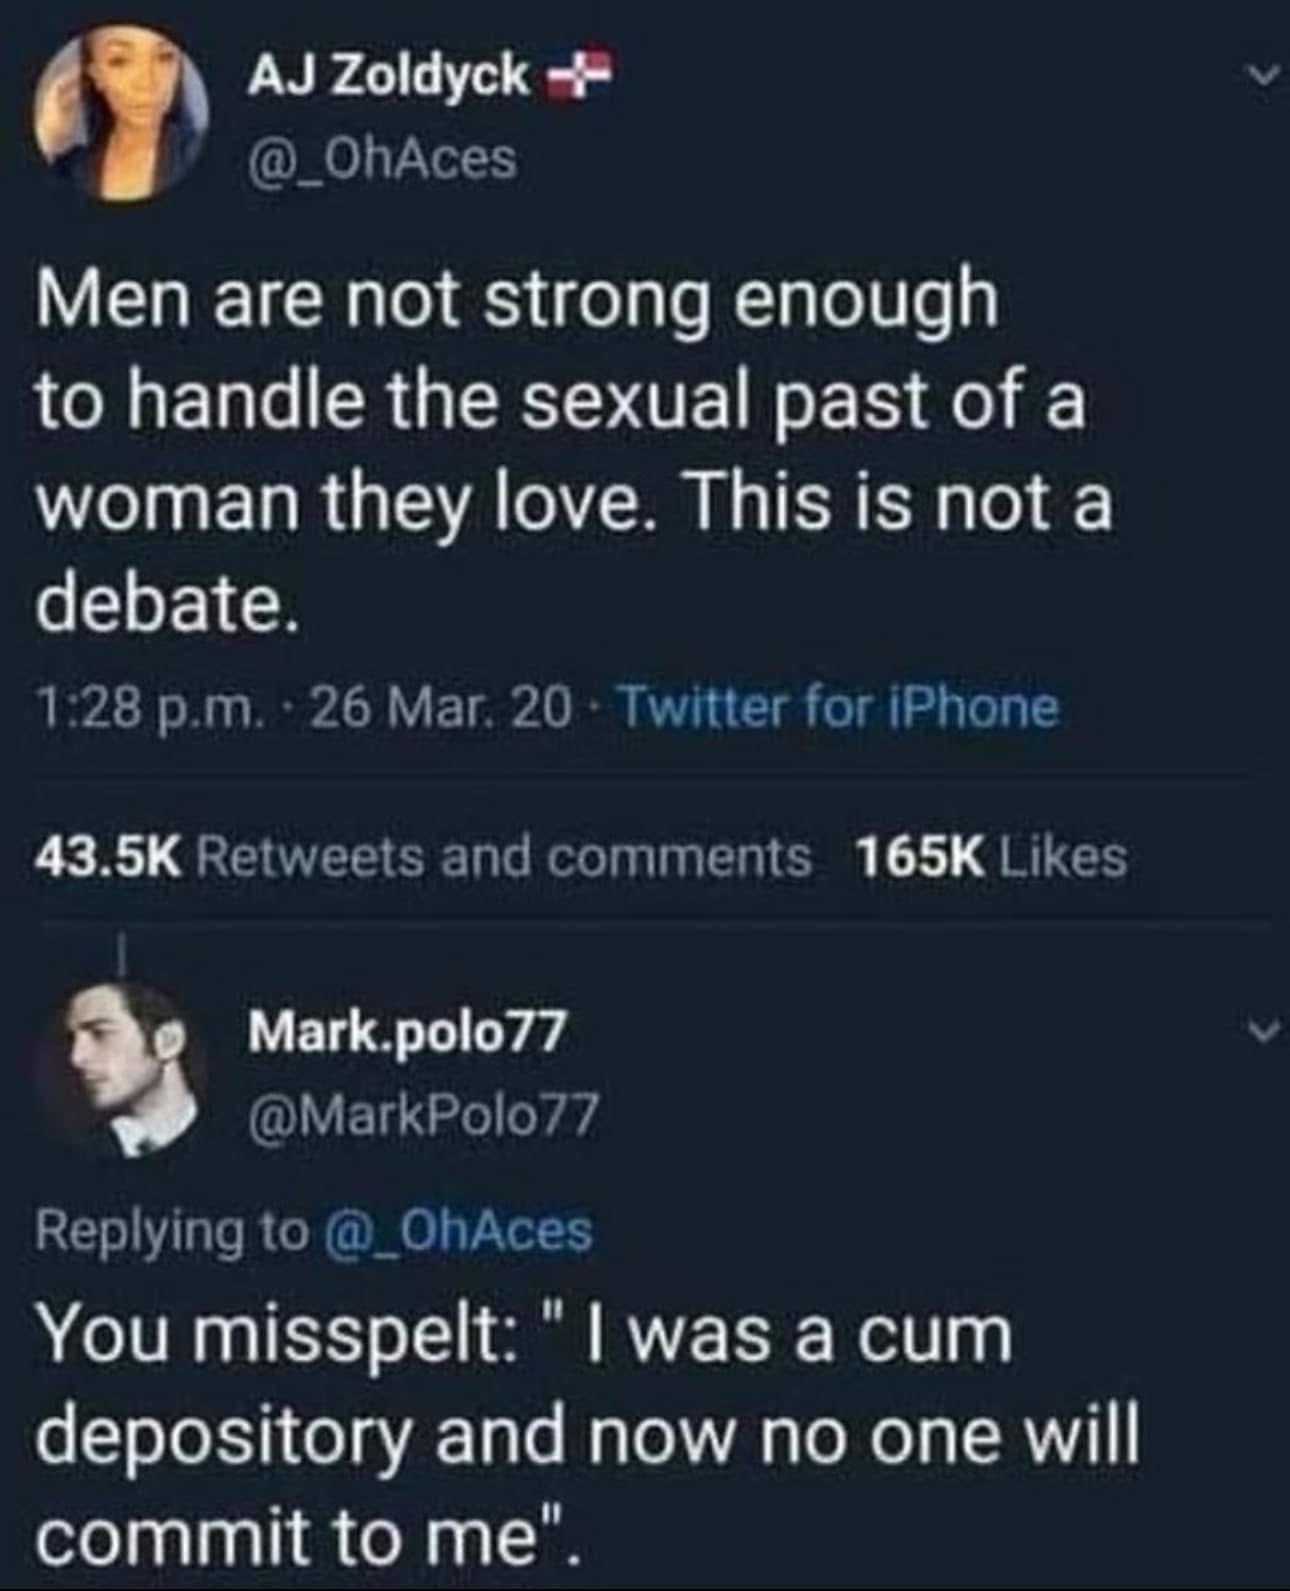 AJ Zoldyck
@_OhAces
Men are not strong enough
to handle the sexual past of a
woman they love. This is not a
debate.
1:28 p.m. · 26 Mar. 20 · Twitter for iPhone
43.5K Retweets and comments 165K Likes
Mark.polo77
@MarkPolo77
Replying to @_OhAces
You misspelt: " I was a cum
depository and now no one will
commit to me".